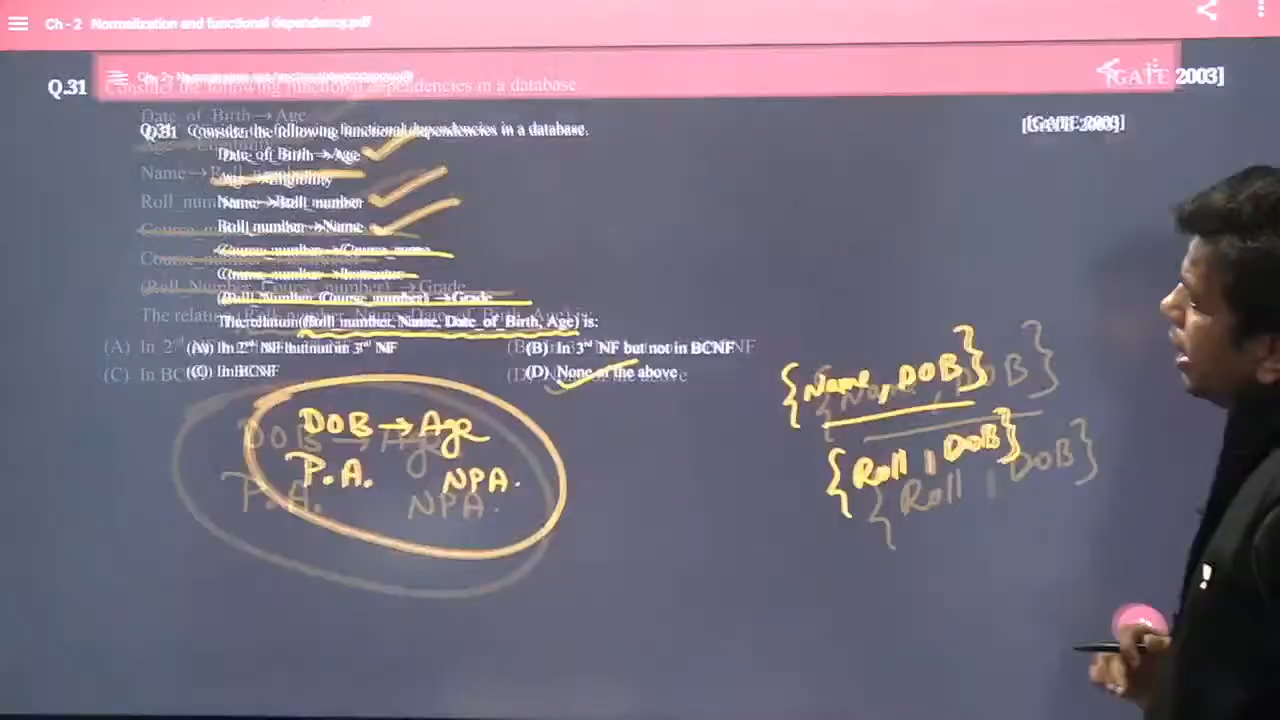 Ch - 2 Normalization and functional dependency.pdf
Q.31 Consider the following functional dependencies in a database. [GATE 2003]
Date_of_Birth→Age
Age→Eligibility
Name→Roll_number
Roll_number→Name
Course_number→Course_name
Course_number→Instructor
(Roll_Number, Course_number) →Grade
The relation (Roll_number, Name, Date_of_Birth, Age) is:
(A) In 2nd NF but not in 3rd NF
(B) In 3rd NF but not in BCNF
(C) In BCNF
(D) None of the above
DOB → Age
P.A. NPA.
{Name, DOB}
{Roll, DOB}